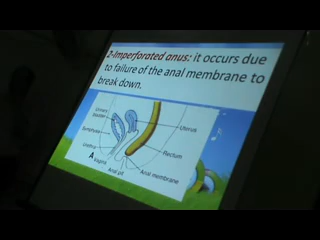 2-Imperforated anus: it occurs due
to failure of the anal membrane to
break down.
Urinary
bladder
Uterus
Symphysis
Urethra
Rectum
A
Vagina
Anal membrane
Anal pit